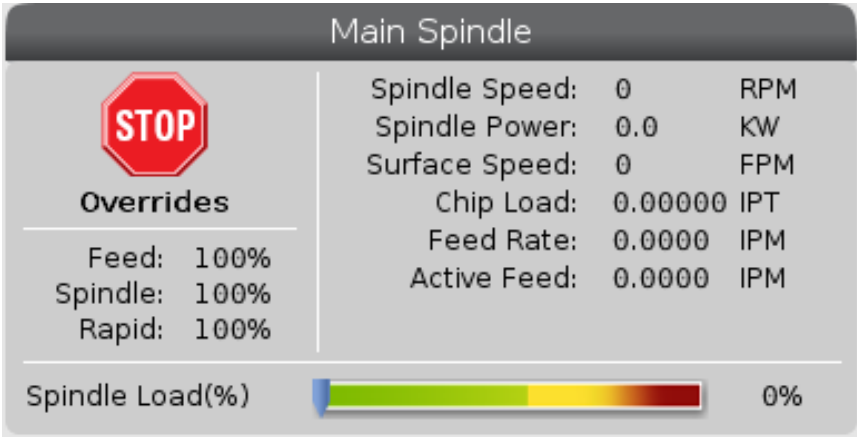 Main Spindle
STOP
Overrides
Feed: 100%
Spindle: 100%
Rapid: 100%
Spindle Speed: 0 RPM
Spindle Power: 0.0 KW
Surface Speed: 0 FPM
Chip Load: 0.00000 IPT
Feed Rate: 0.0000 IPM
Active Feed: 0.0000 IPM
Spindle Load(%) 0%